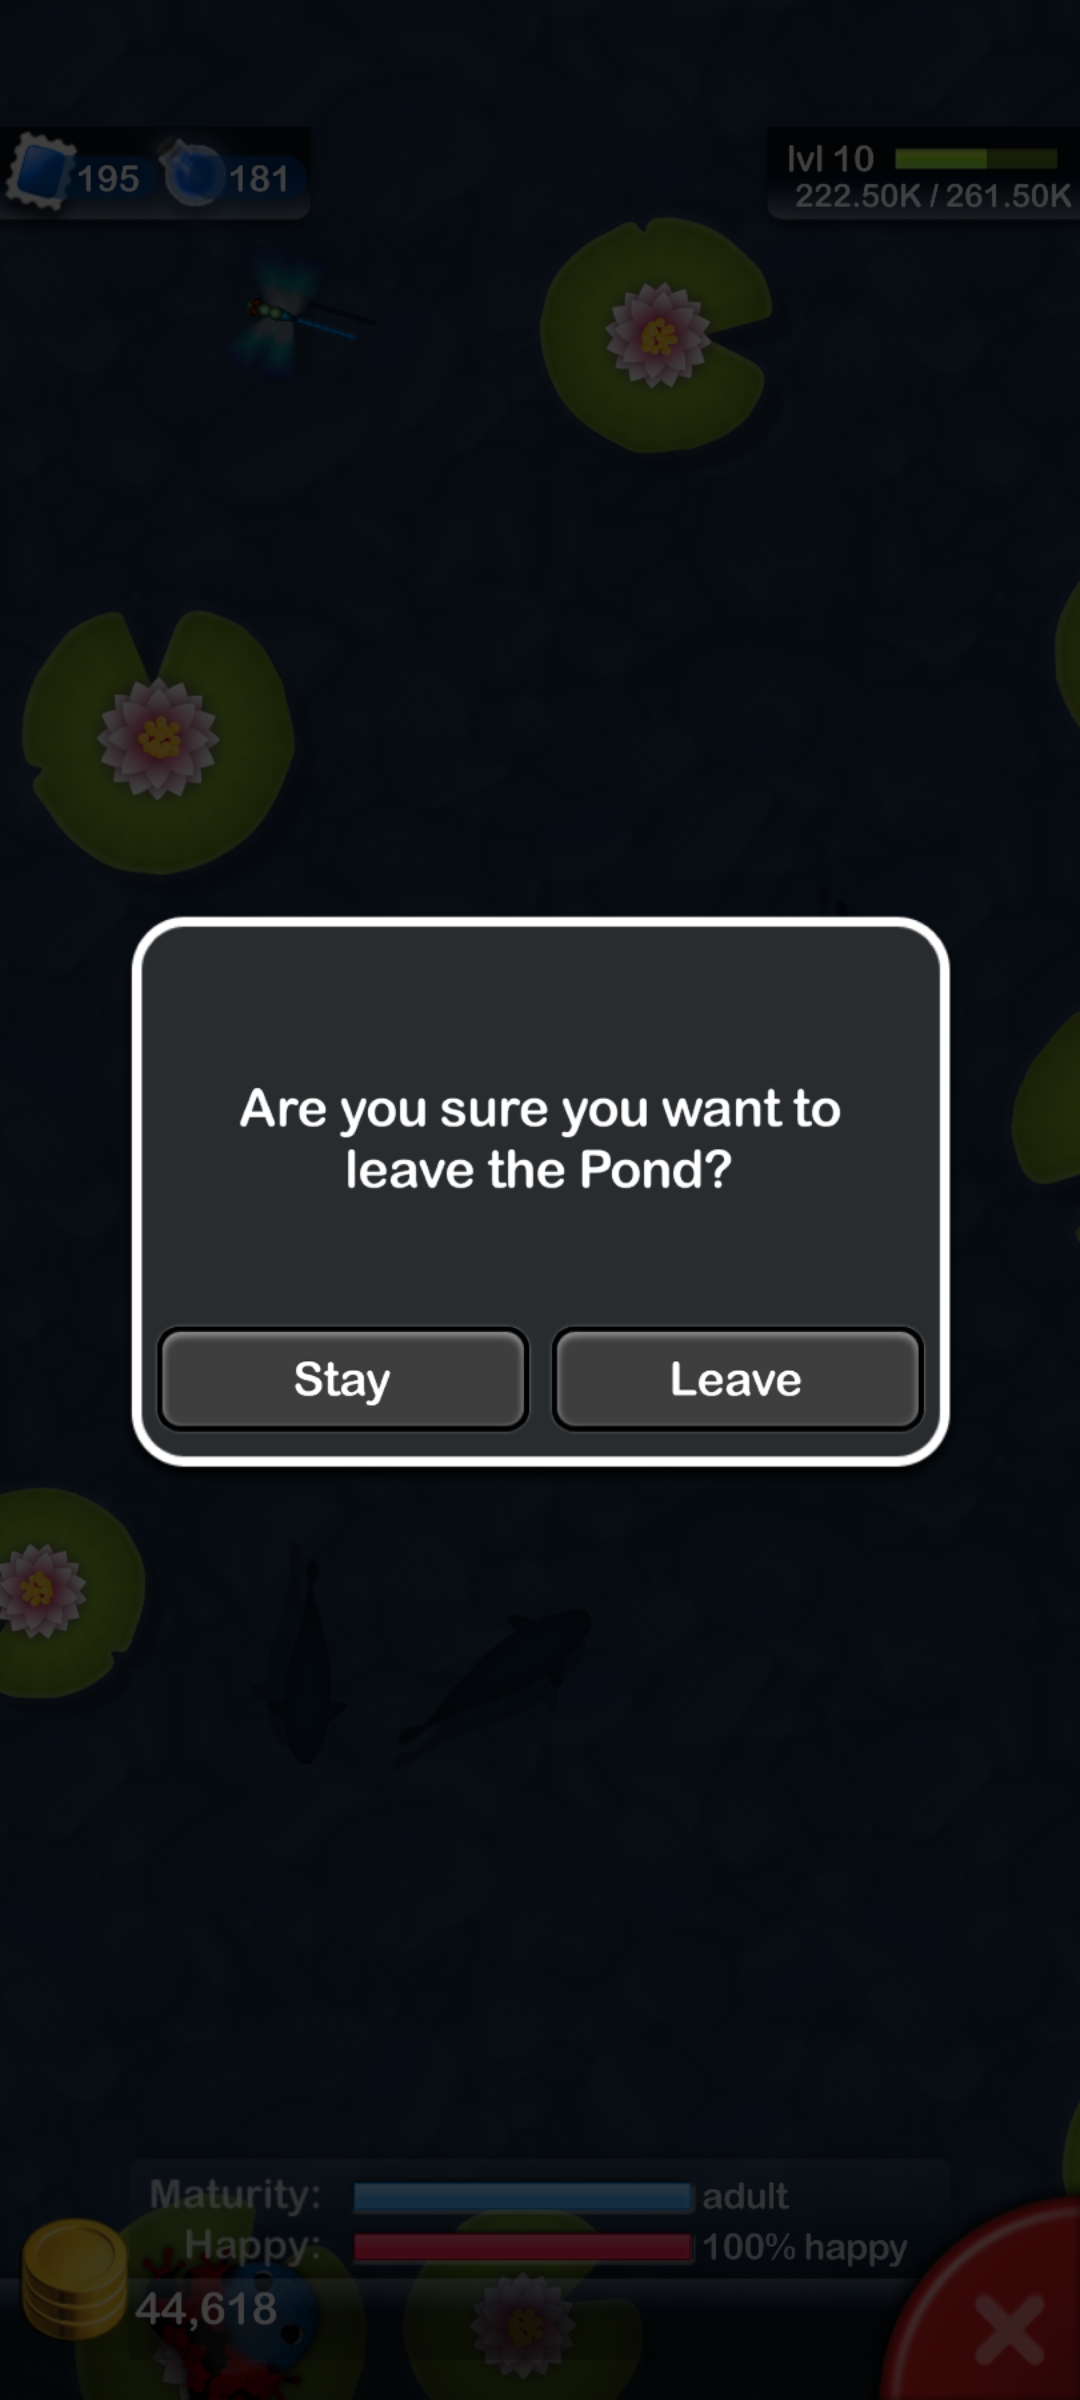 195 181
lvl 10
222.50K / 261.50K
Are you sure you want to
leave the Pond?
Stay Leave
Maturity: adult
Happy: 100% happy
44,618